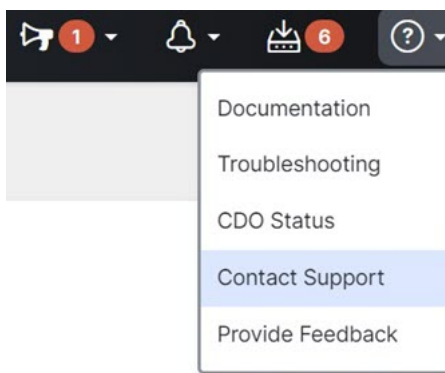 1 6 ?
Documentation
Troubleshooting
CDO Status
Contact Support
Provide Feedback